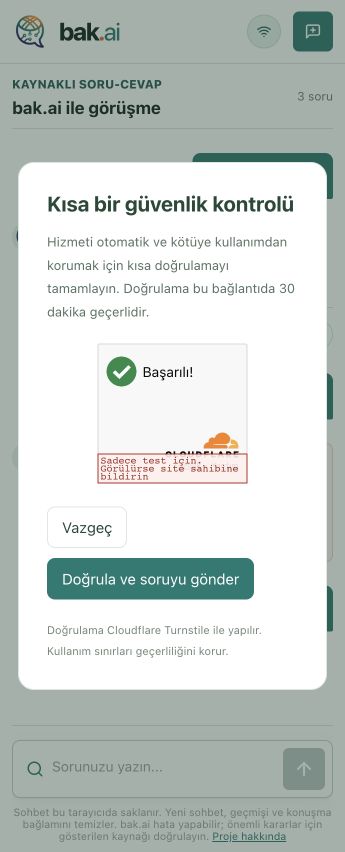 bak.ai
KAYNAKLI SORU-CEVAP
bak.ai ile görüşme
3 soru
Kısa bir güvenlik kontrolü
Hizmeti otomatik ve kötüye kullanımdan
korumak için kısa doğrulamayı
tamamlayın. Doğrulama bu bağlantıda 30
dakika geçerlidir.
Başarılı!
CLOUDFLARE
Sadece test için.
Görülürse site sahibine
bildirin
Vazgeç
Doğrula ve soruyu gönder
Doğrulama Cloudflare Turnstile ile yapılır.
Kullanım sınırları geçerliliğini korur.
Sorunuzu yazın...
Sohbet bu tarayıcıda saklanır. Yeni sohbet, geçmişi ve konuşma
bağlamını temizler. bak.ai hata yapabilir; önemli kararlar için
gösterilen kaynağı doğrulayın. Proje hakkında